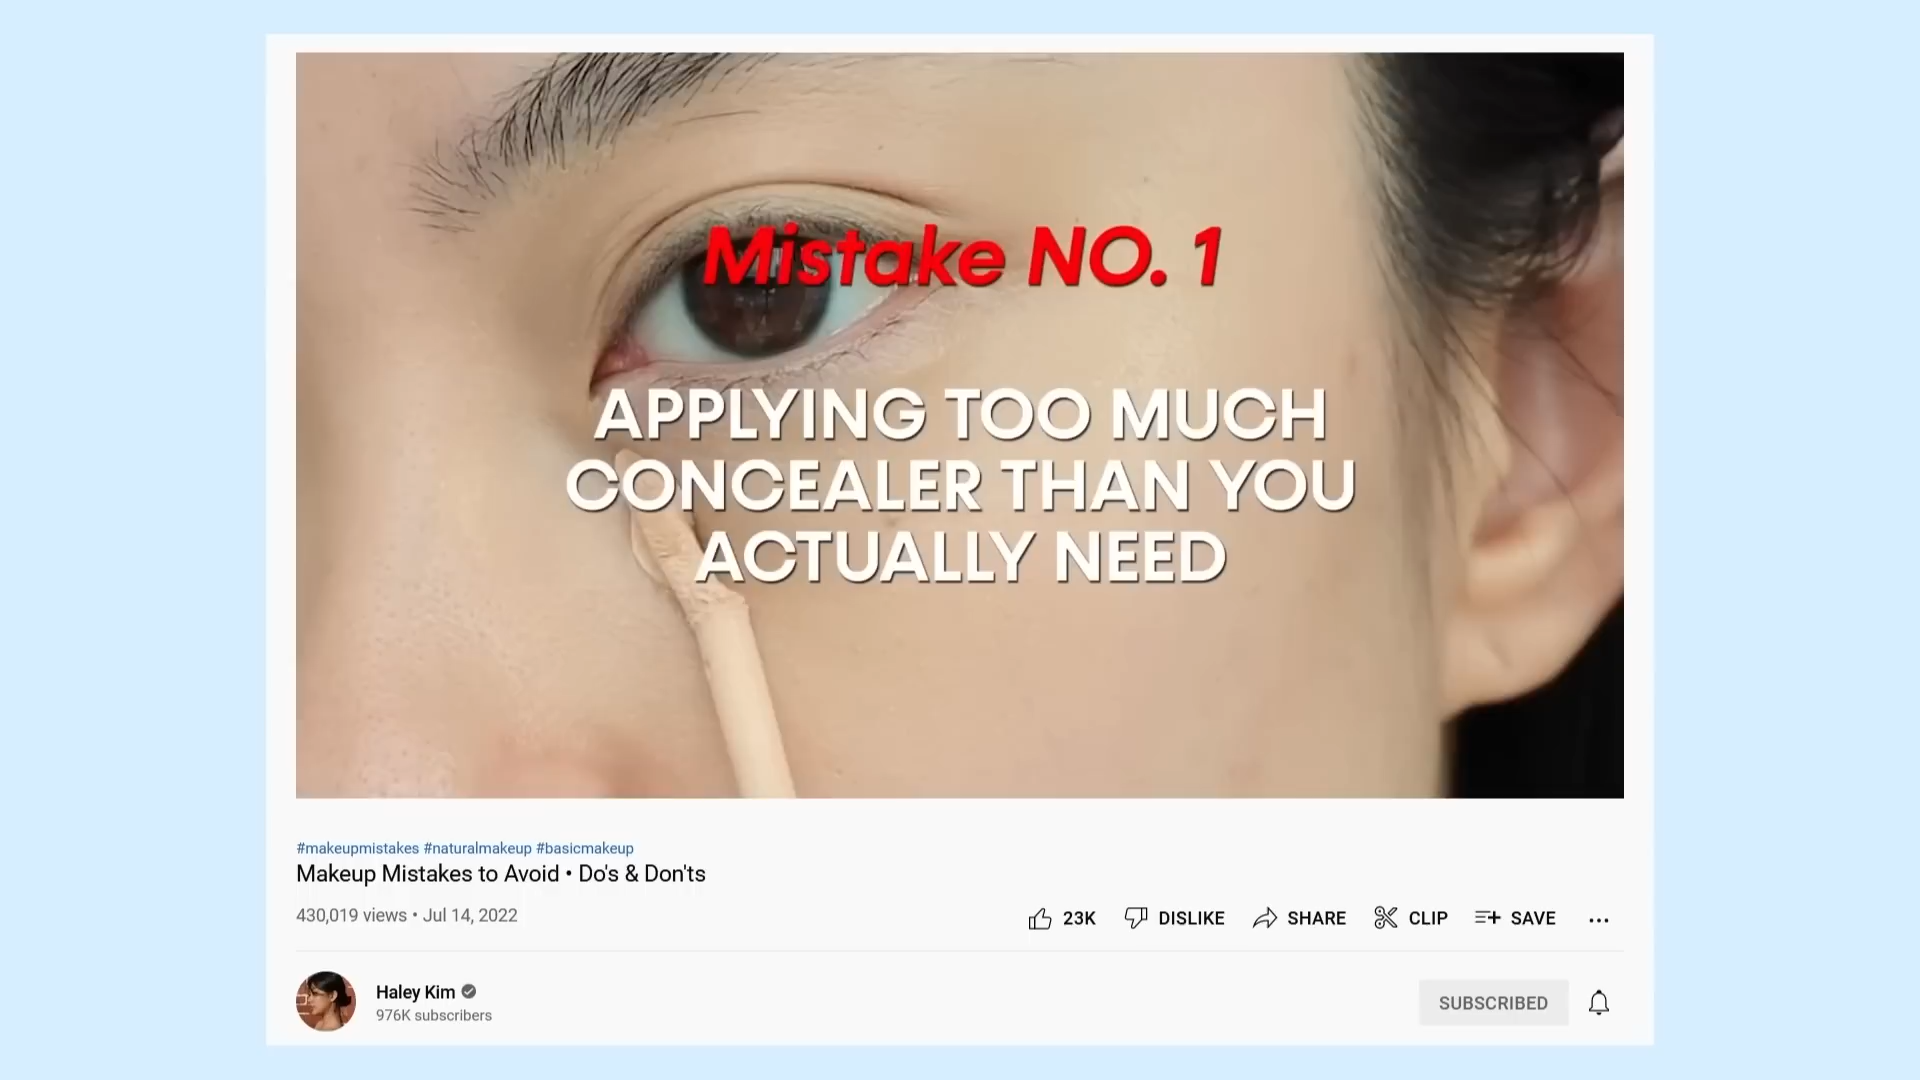 Mistake NO. 1
APPLYING TOO MUCH
CONCEALER THAN YOU
ACTUALLY NEED
#makeupmistakes #naturalmakeup #basicmakeup
Makeup Mistakes to Avoid • Do's & Don'ts
430,019 views • Jul 14, 2022
23K DISLIKE SHARE CLIP SAVE ...
Haley Kim
976K subscribers
SUBSCRIBED